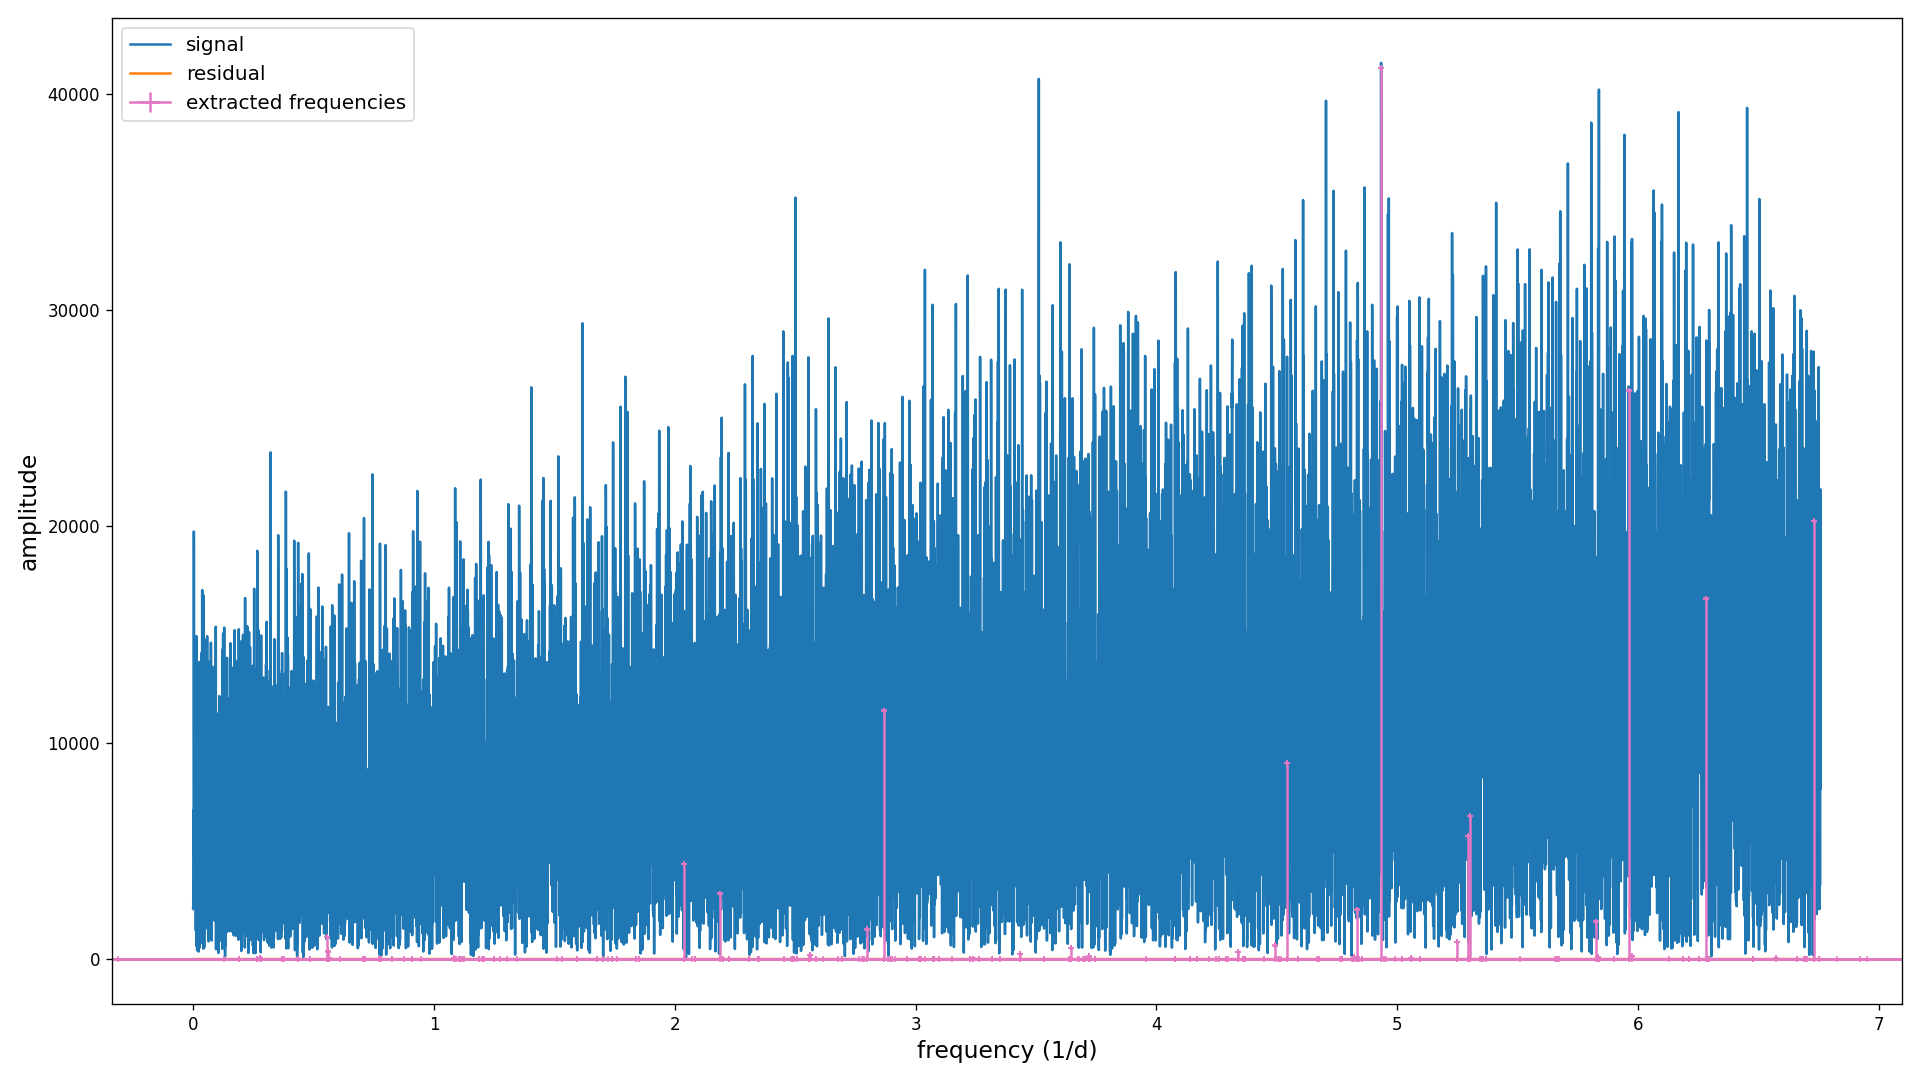 signal
residual
extracted frequencies
40000
30000
20000
10000
0
amplitude
0 1 2 3 4 5 6 7
frequency (1/d)